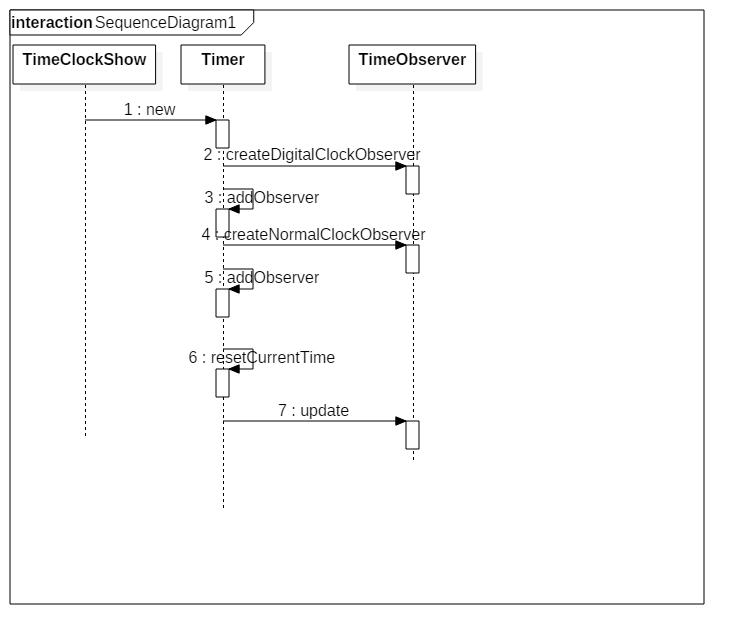 interaction SequenceDiagram1
TimeClockShow
Timer
TimeObserver
1 : new
2 : createDigitalClockObserver
3 : addObserver
4 : createNormalClockObserver
5 : addObserver
6 : resetCurrentTime
7 : update